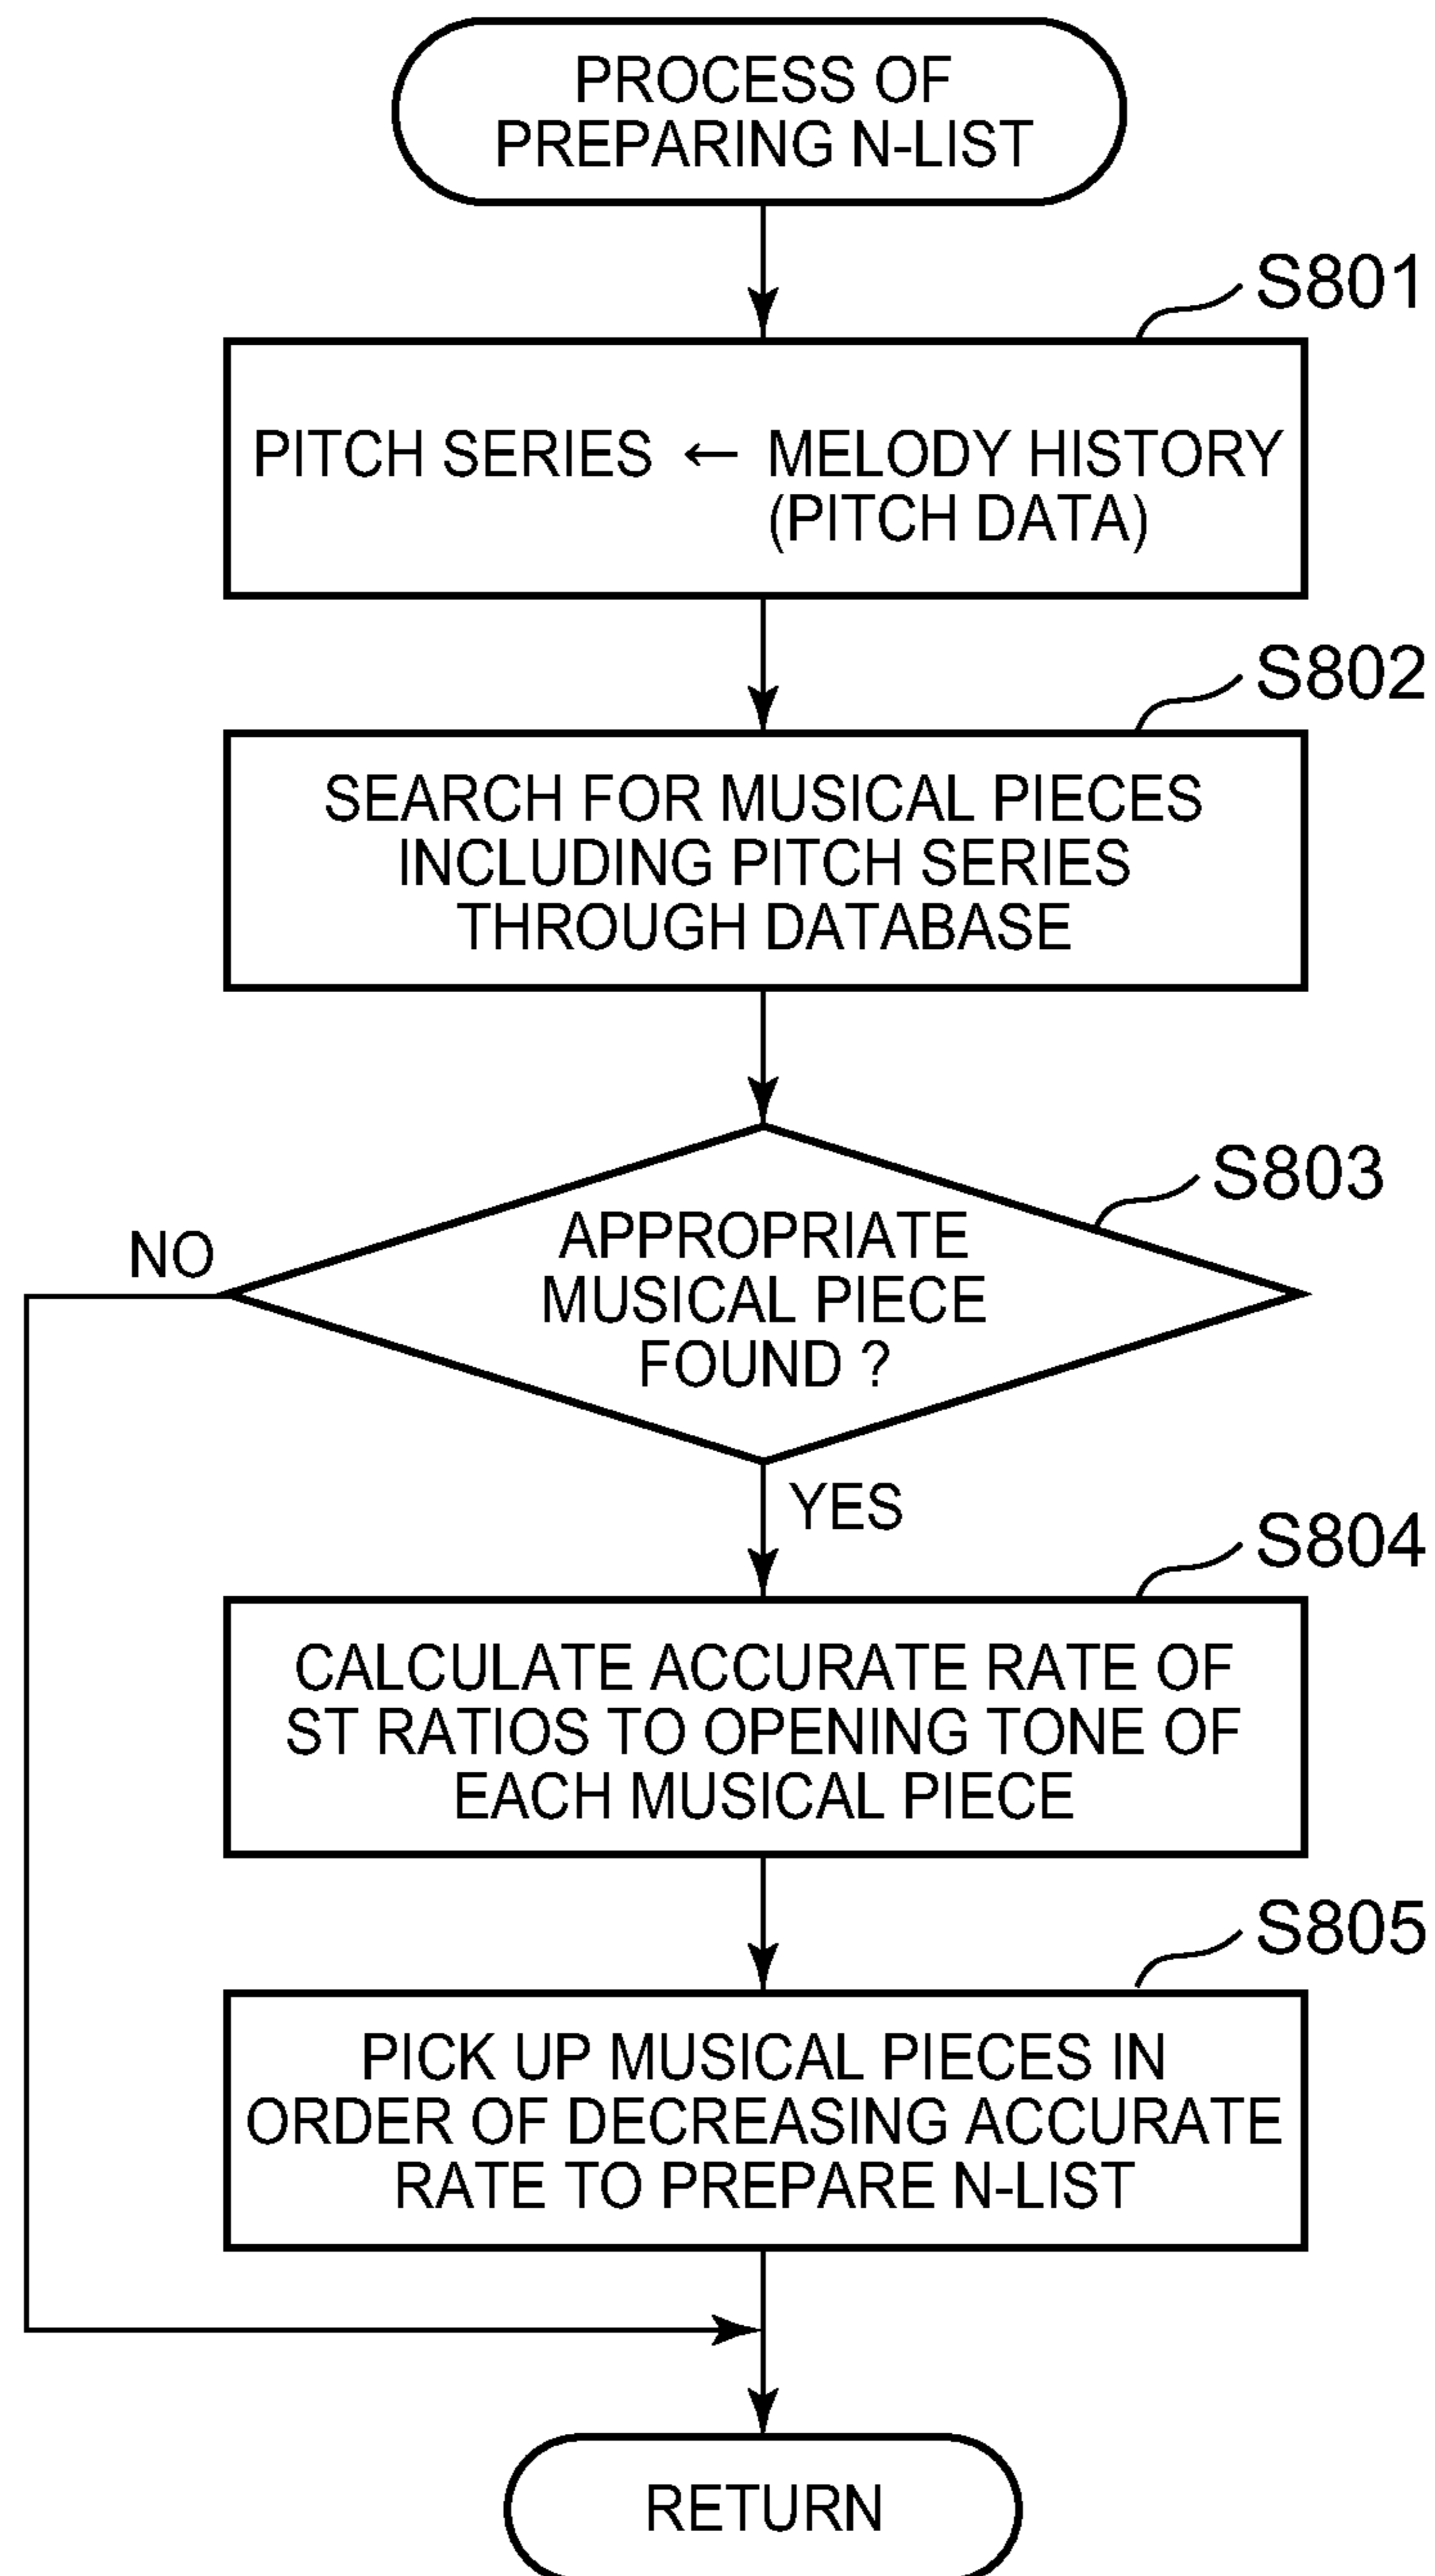 PROCESS OF
PREPARING N-LIST
S801
PITCH SERIES ← MELODY HISTORY
(PITCH DATA)
S802
SEARCH FOR MUSICAL PIECES
INCLUDING PITCH SERIES
THROUGH DATABASE
S803
NO
APPROPRIATE
MUSICAL PIECE
FOUND ?
YES
S804
CALCULATE ACCURATE RATE OF
ST RATIOS TO OPENING TONE OF
EACH MUSICAL PIECE
S805
PICK UP MUSICAL PIECES IN
ORDER OF DECREASING ACCURATE
RATE TO PREPARE N-LIST
RETURN